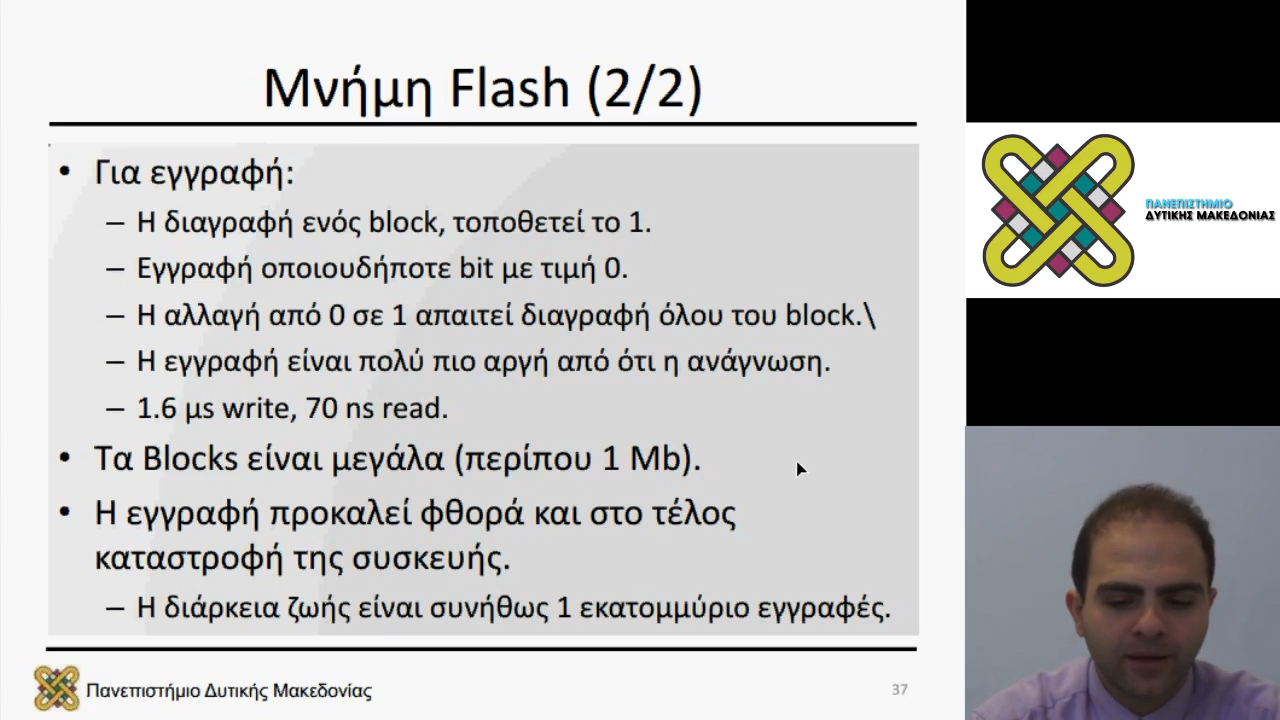 Μνήμη Flash (2/2)
• Για εγγραφή:
– Η διαγραφή ενός block, τοποθετεί το 1.
– Εγγραφή οποιουδήποτε bit με τιμή 0.
– Η αλλαγή από 0 σε 1 απαιτεί διαγραφή όλου του block.\
– Η εγγραφή είναι πολύ πιο αργή από ότι η ανάγνωση.
– 1.6 μs write, 70 ns read.
• Τα Blocks είναι μεγάλα (περίπου 1 Mb).
• Η εγγραφή προκαλεί φθορά και στο τέλος
καταστροφή της συσκευής.
– Η διάρκεια ζωής είναι συνήθως 1 εκατομμύριο εγγραφές.
Πανεπιστήμιο Δυτικής Μακεδονίας
37
ΠΑΝΕΠΙΣΤΗΜΙΟ
ΔΥΤΙΚΗΣ ΜΑΚΕΔΟΝΙΑΣ